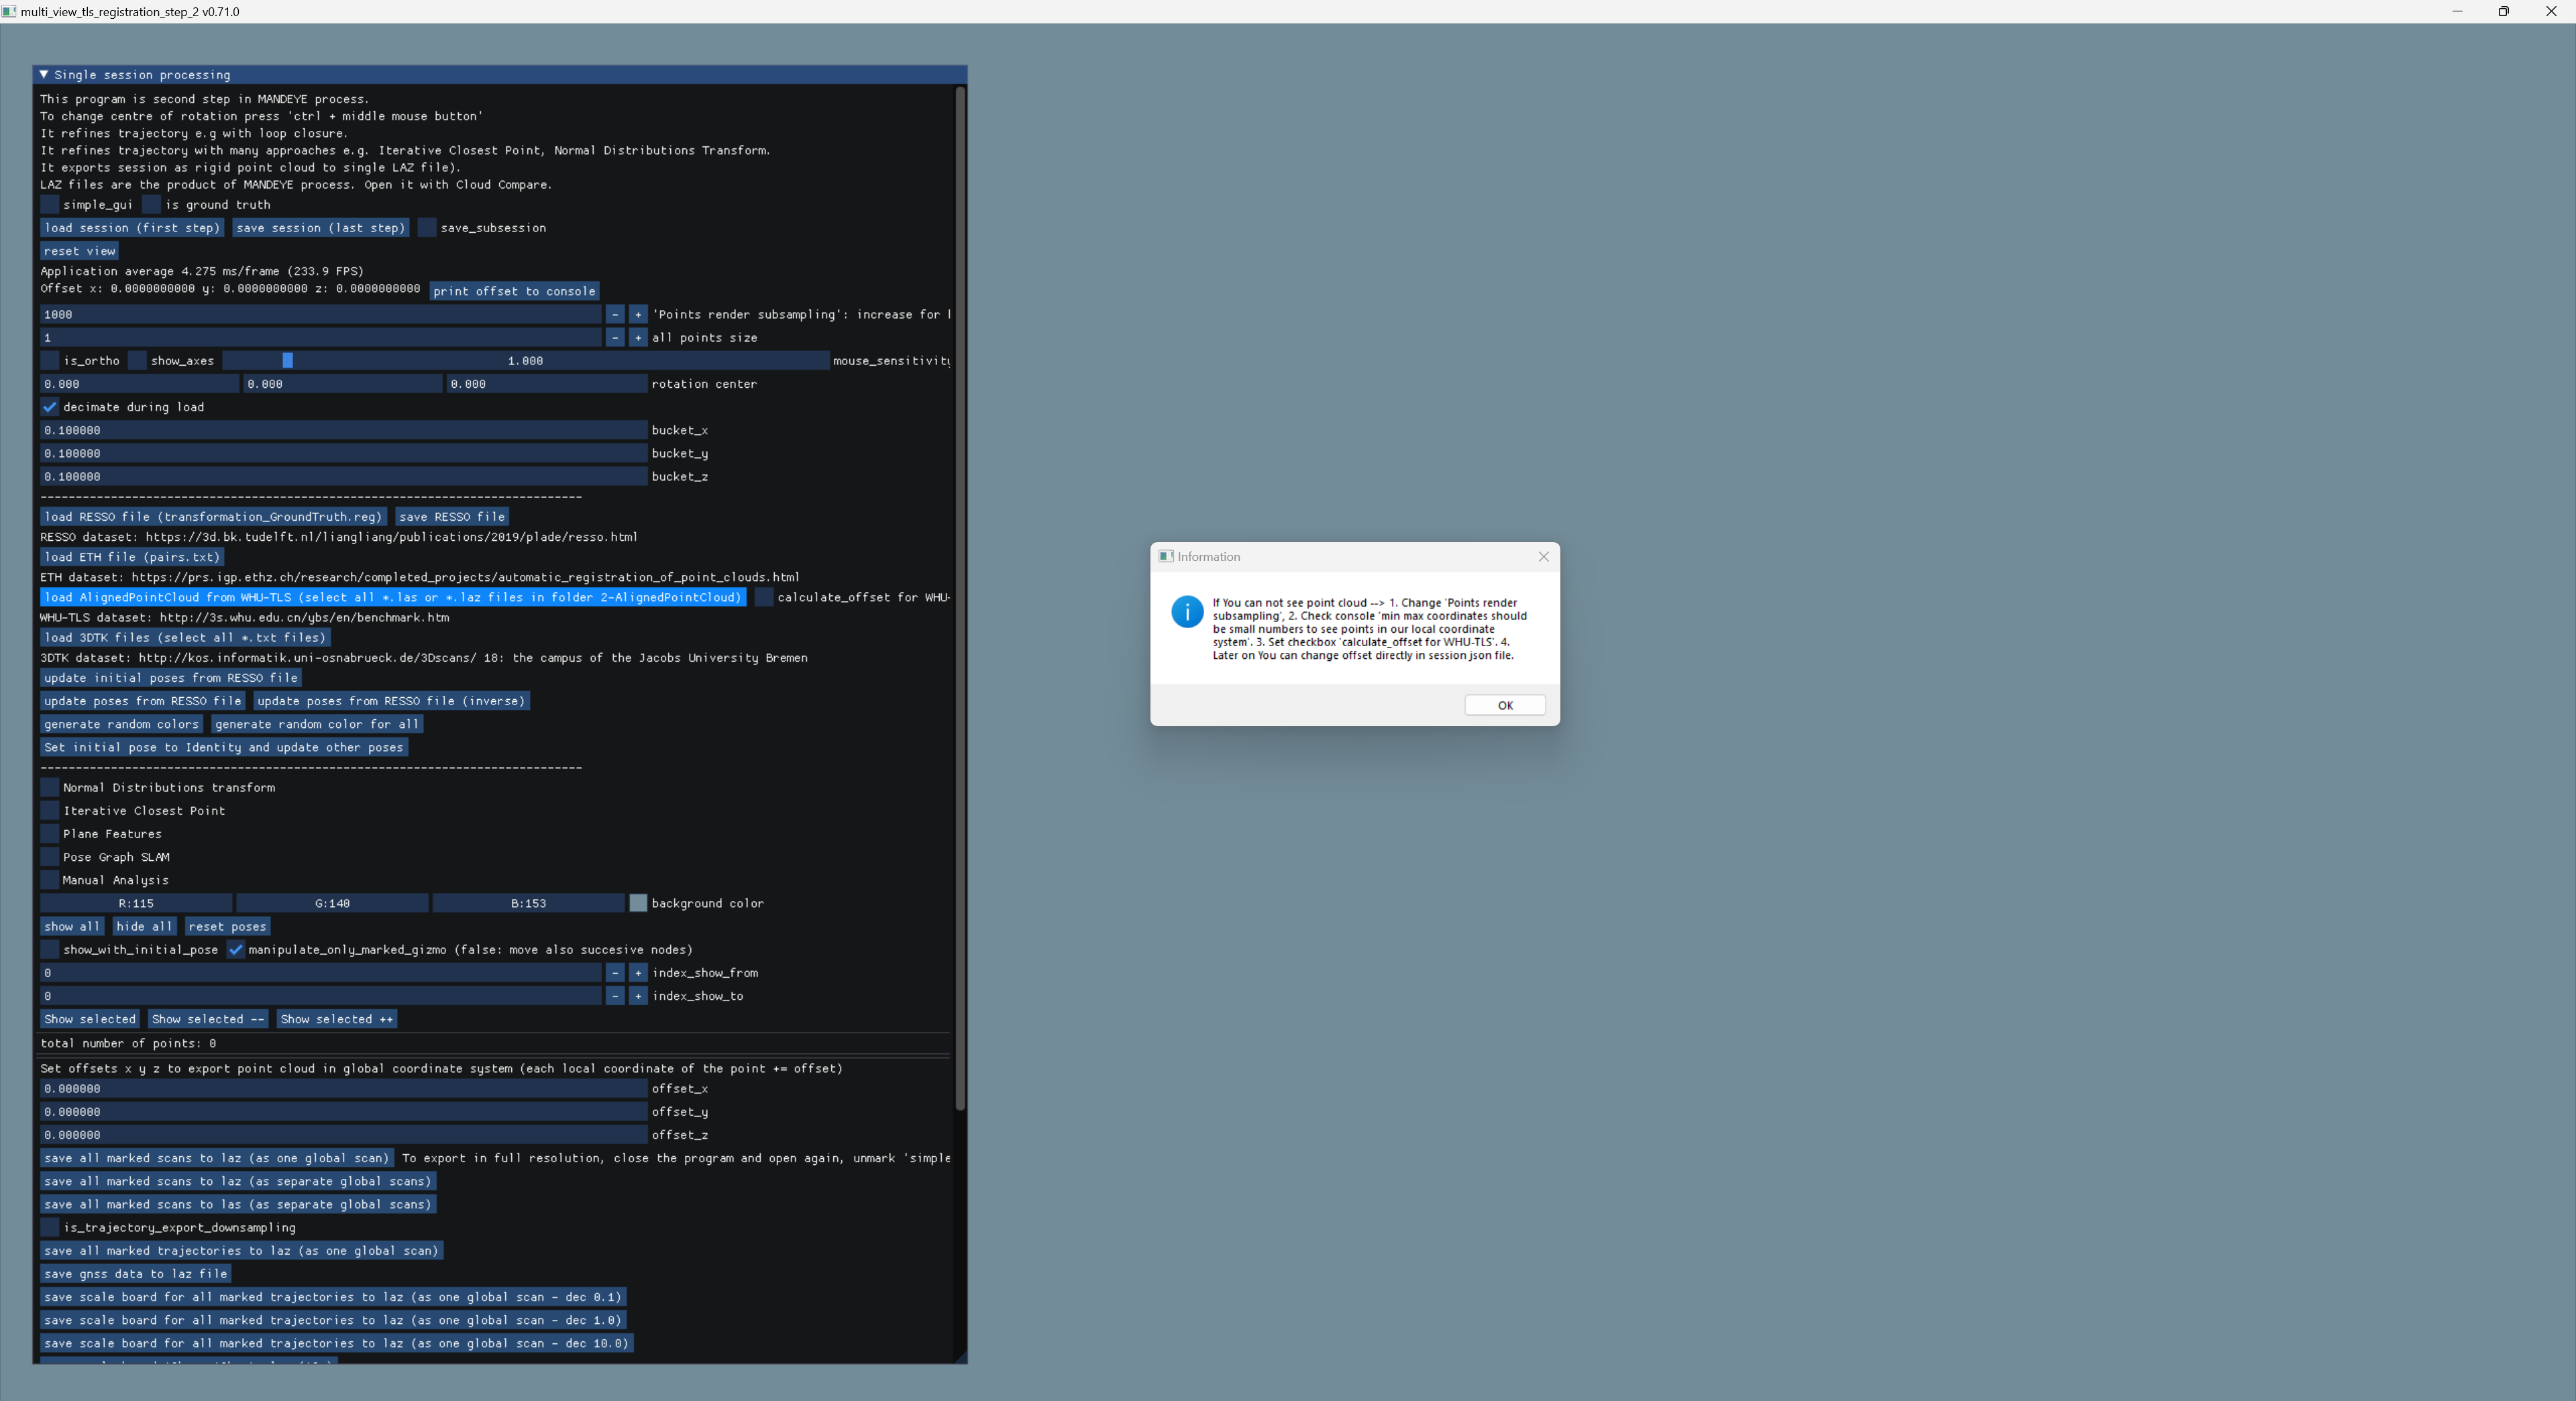 multi_view_tls_registration_step_2 v0.71.0
Single session processing
This program is second step in MANDEYE process.
To change centre of rotation press 'ctrl + middle mouse button'
It refines trajectory e.g with loop closure.
It refines trajectory with many approaches e.g. Iterative Closest Point, Normal Distributions Transform.
It exports session as rigid point cloud to single LAZ file).
LAZ files are the product of MANDEYE process. Open it with Cloud Compare.
simple_gui is ground truth
load session (first step) save session (last step) save_subsession
reset view
Application average 4.275 ms/frame (233.9 FPS)
Offset x: 0.0000000000 y: 0.0000000000 z: 0.0000000000 print offset to console
1000 - + 'Points render subsampling': increase for
1 - + all points size
is_ortho show_axes 1.000 mouse_sensitivity
0.000 0.000 0.000 rotation center
decimate during load
0.100000 bucket_x
0.100000 bucket_y
0.100000 bucket_z
-----------------------------------------------------------------------------
load RESSO file (transformation_GroundTruth.reg) save RESSO file
RESSO dataset: https://3d.bk.tudelft.nl/liangliang/publications/2019/plade/resso.html
load ETH file (pairs.txt)
ETH dataset: https://prs.igp.ethz.ch/research/completed_projects/automatic_registration_of_point_clouds.html
load AlignedPointCloud from WHU-TLS (select all *.las or *.laz files in folder 2-AlignedPointCloud) calculate_offset for WHU-
WHU-TLS dataset: http://3s.whu.edu.cn/ybs/en/benchmark.htm
load 3DTK files (select all *.txt files)
3DTK dataset: http://kos.informatik.uni-osnabrueck.de/3Dscans/ 18: the campus of the Jacobs University Bremen
update initial poses from RESSO file
update poses from RESSO file update poses from RESSO file (inverse)
generate random colors generate random color for all
Set initial pose to Identity and update other poses
-----------------------------------------------------------------------------
Normal Distributions transform
Iterative Closest Point
Plane Features
Pose Graph SLAM
Manual Analysis
R:115 G:140 B:153 background color
show all hide all reset poses
show_with_initial_pose manipulate_only_marked_gizmo (false: move also succesive nodes)
0 - + index_show_from
0 - + index_show_to
Show selected Show selected -- Show selected ++
total number of points: 0
Set offsets x y z to export point cloud in global coordinate system (each local coordinate of the point += offset)
0.000000 offset_x
0.000000 offset_y
0.000000 offset_z
save all marked scans to laz (as one global scan) To export in full resolution, close the program and open again, unmark 'simple
save all marked scans to laz (as separate global scans)
save all marked scans to las (as separate global scans)
is_trajectory_export_downsampling
save all marked trajectories to laz (as one global scan)
save gnss data to laz file
save scale board for all marked trajectories to laz (as one global scan - dec 0.1)
save scale board for all marked trajectories to laz (as one global scan - dec 1.0)
save scale board for all marked trajectories to laz (as one global scan - dec 10.0)
Information
If You can not see point cloud --> 1. Change 'Points render
subsampling', 2. Check console 'min max coordinates should
be small numbers to see points in our local coordinate
system'. 3. Set checkbox 'calculate_offset for WHU-TLS'. 4.
Later on You can change offset directly in session json file.
OK